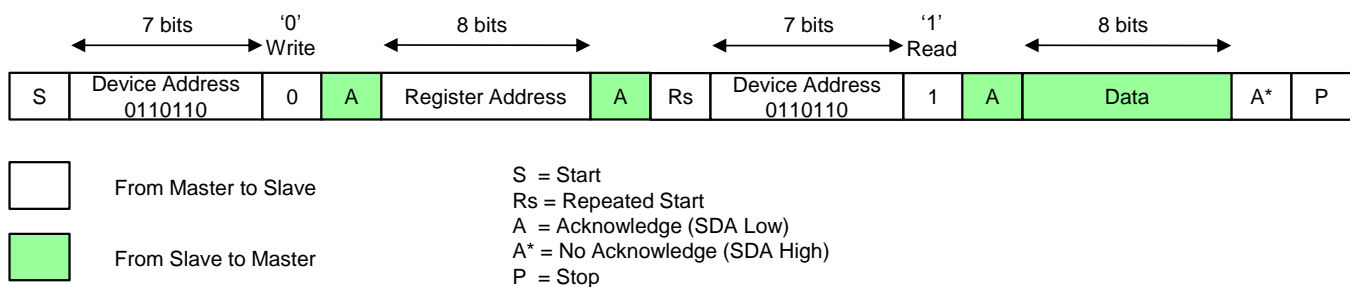 7 bits ‘0’ 8 bits 7 bits ‘1’ 8 bits
Write Read
S Device Address 0 A Register Address A Rs Device Address 1 A Data A* P
0110110 0110110
From Master to Slave
From Slave to Master
S = Start
Rs = Repeated Start
A = Acknowledge (SDA Low)
A* = No Acknowledge (SDA High)
P = Stop